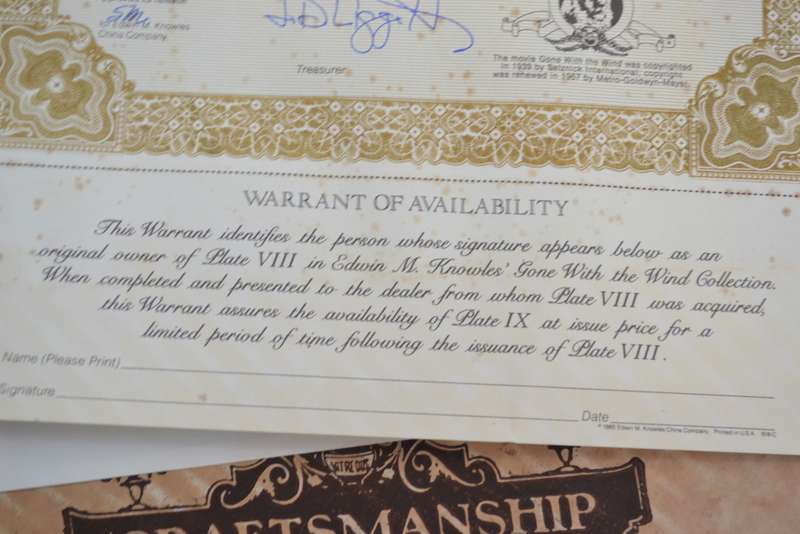 Edwin M. Knowles
China Company
Treasurer
The movie Gone With the Wind was copyrighted
in 1939 by Selznick International; copyright
was renewed in 1967 by Metro-Goldwyn-Mayer.
WARRANT OF AVAILABILITY
This Warrant identifies the person whose signature appears below as an
original owner of Plate VIII in Edwin M. Knowles' Gone With the Wind Collection.
When completed and presented to the dealer from whom Plate VIII was acquired,
this Warrant assures the availability of Plate IX at issue price for a
limited period of time following the issuance of Plate VIII.
Name (Please Print)
Signature
Date
Edwin M. Knowles China Company. Printed in U.S.A.
CRAFTSMANSHIP